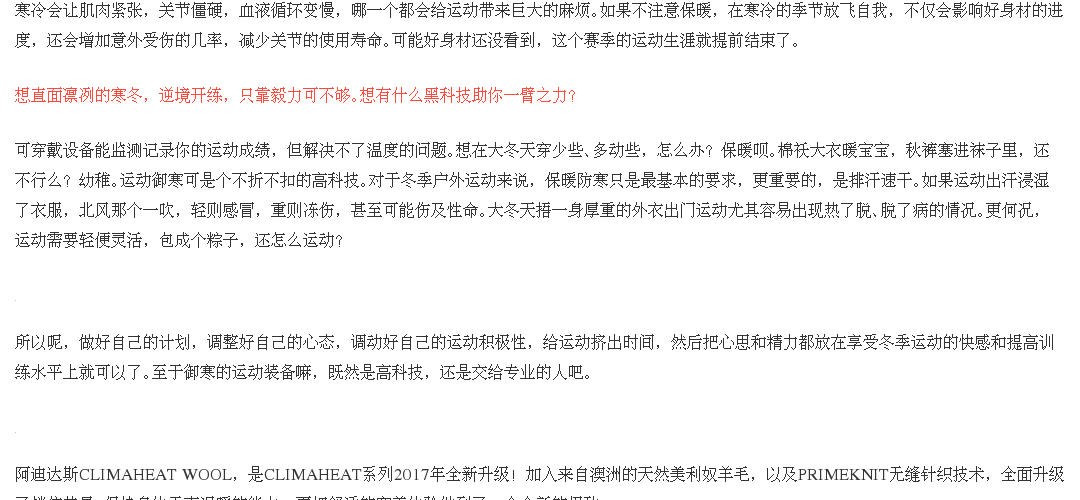 寒冷会让肌肉紧张，关节僵硬，血液循环变慢，哪一个都会给运动带来巨大的麻烦。如果不注意保暖，在寒冷的季节放飞自我，不仅会影响好身材的进
度，还会增加意外受伤的几率，减少关节的使用寿命。可能好身材还没看到，这个赛季的运动生涯就提前结束了。
想直面凛冽的寒冬，逆境开练，只靠毅力可不够。想有什么黑科技助你一臂之力？
可穿戴设备能监测记录你的运动成绩，但解决不了温度的问题。想在大冬天穿少些、多动些，怎么办？保暖呗。棉袄大衣暖宝宝，秋裤塞进袜子里，还
不行么？幼稚。运动御寒可是个不折不扣的高科技。对于冬季户外运动来说，保暖防寒只是最基本的要求，更重要的，是排汗速干。如果运动出汗浸湿
了衣服，北风那个一吹，轻则感冒，重则冻伤，甚至可能伤及性命。大冬天捂一身厚重的外衣出门运动尤其容易出现热了脱、脱了病的情况。更何况，
运动需要轻便灵活，包成个粽子，还怎么运动？
所以呢，做好自己的计划，调整好自己的心态，调动好自己的运动积极性，给运动挤出时间，然后把心思和精力都放在享受冬季运动的快感和提高训
练水平上就可以了。至于御寒的运动装备嘛，既然是高科技，还是交给专业的人吧。
阿迪达斯CLIMAHEAT WOOL，是CLIMAHEAT系列2017年全新升级！加入来自澳洲的天然美利奴羊毛，以及PRIMEKNIT无缝针织技术，全面升级